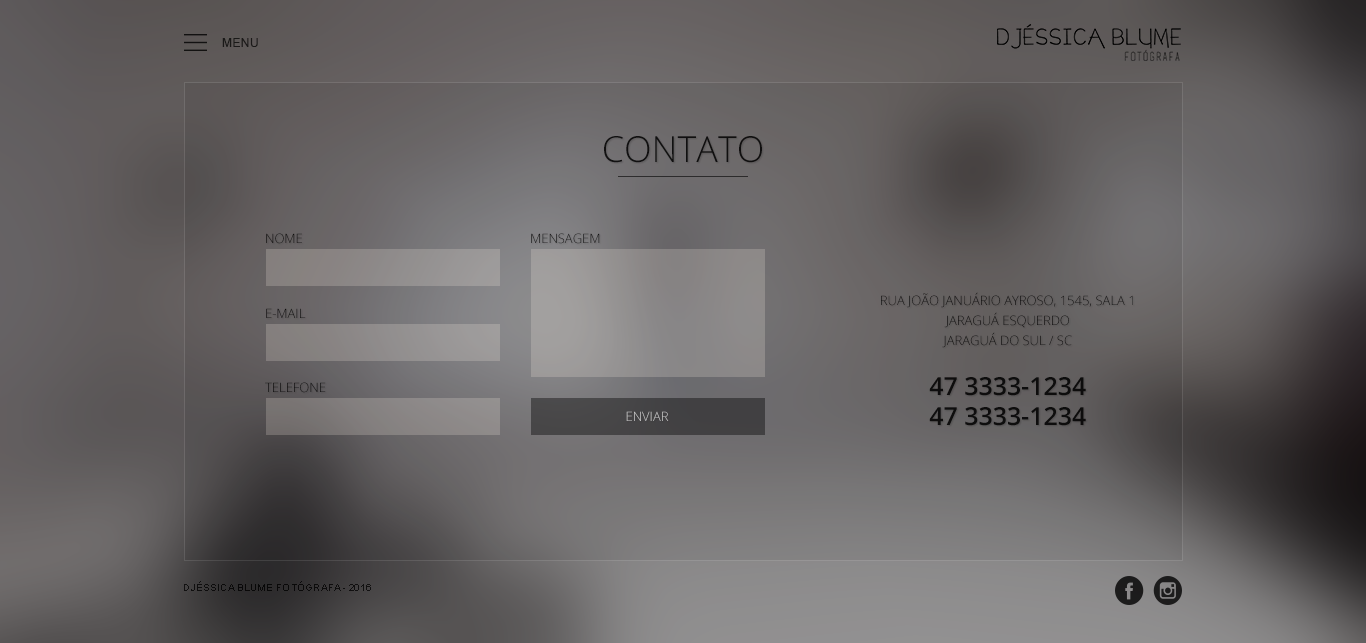 MENU
DJÉSSICA BLUME
FOTÓGRAFA
CONTATO
NOME
E-MAIL
TELEFONE
MENSAGEM
ENVIAR
RUA JOÃO JANUÁRIO AYROSO, 1545, SALA 1
JARAGUÁ ESQUERDO
JARAGUÁ DO SUL / SC
47 3333-1234
47 3333-1234
DJÉSSICA BLUME FOTÓGRAFA - 2016